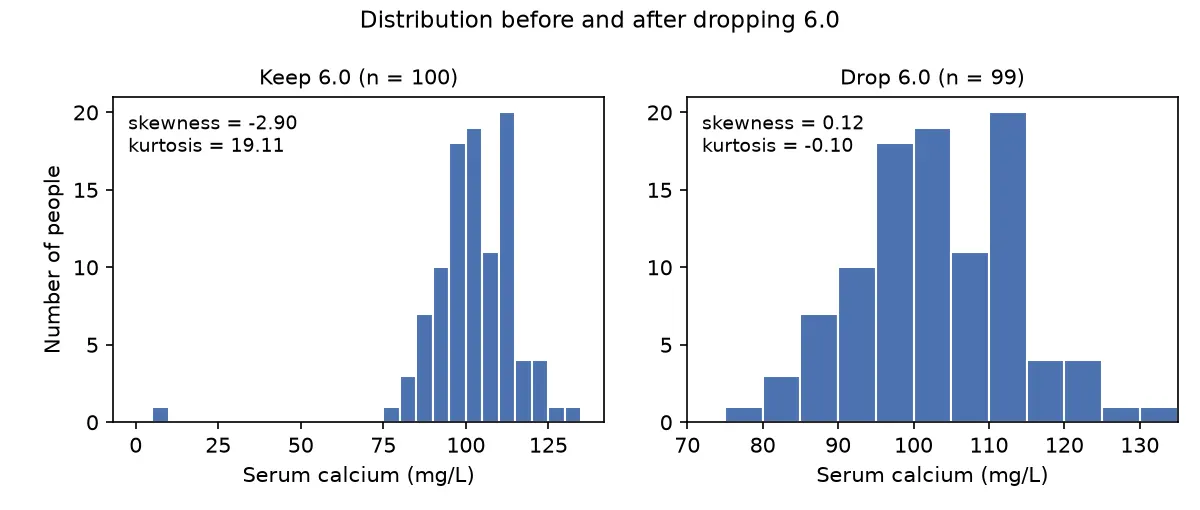 Distribution before and after dropping 6.0
Keep 6.0 (n = 100)
skewness = -2.90
kurtosis = 19.11
Number of people
20
15
10
5
0
0 25 50 75 100 125
Serum calcium (mg/L)
Drop 6.0 (n = 99)
skewness = 0.12
kurtosis = -0.10
20
15
10
5
0
70 80 90 100 110 120 130
Serum calcium (mg/L)